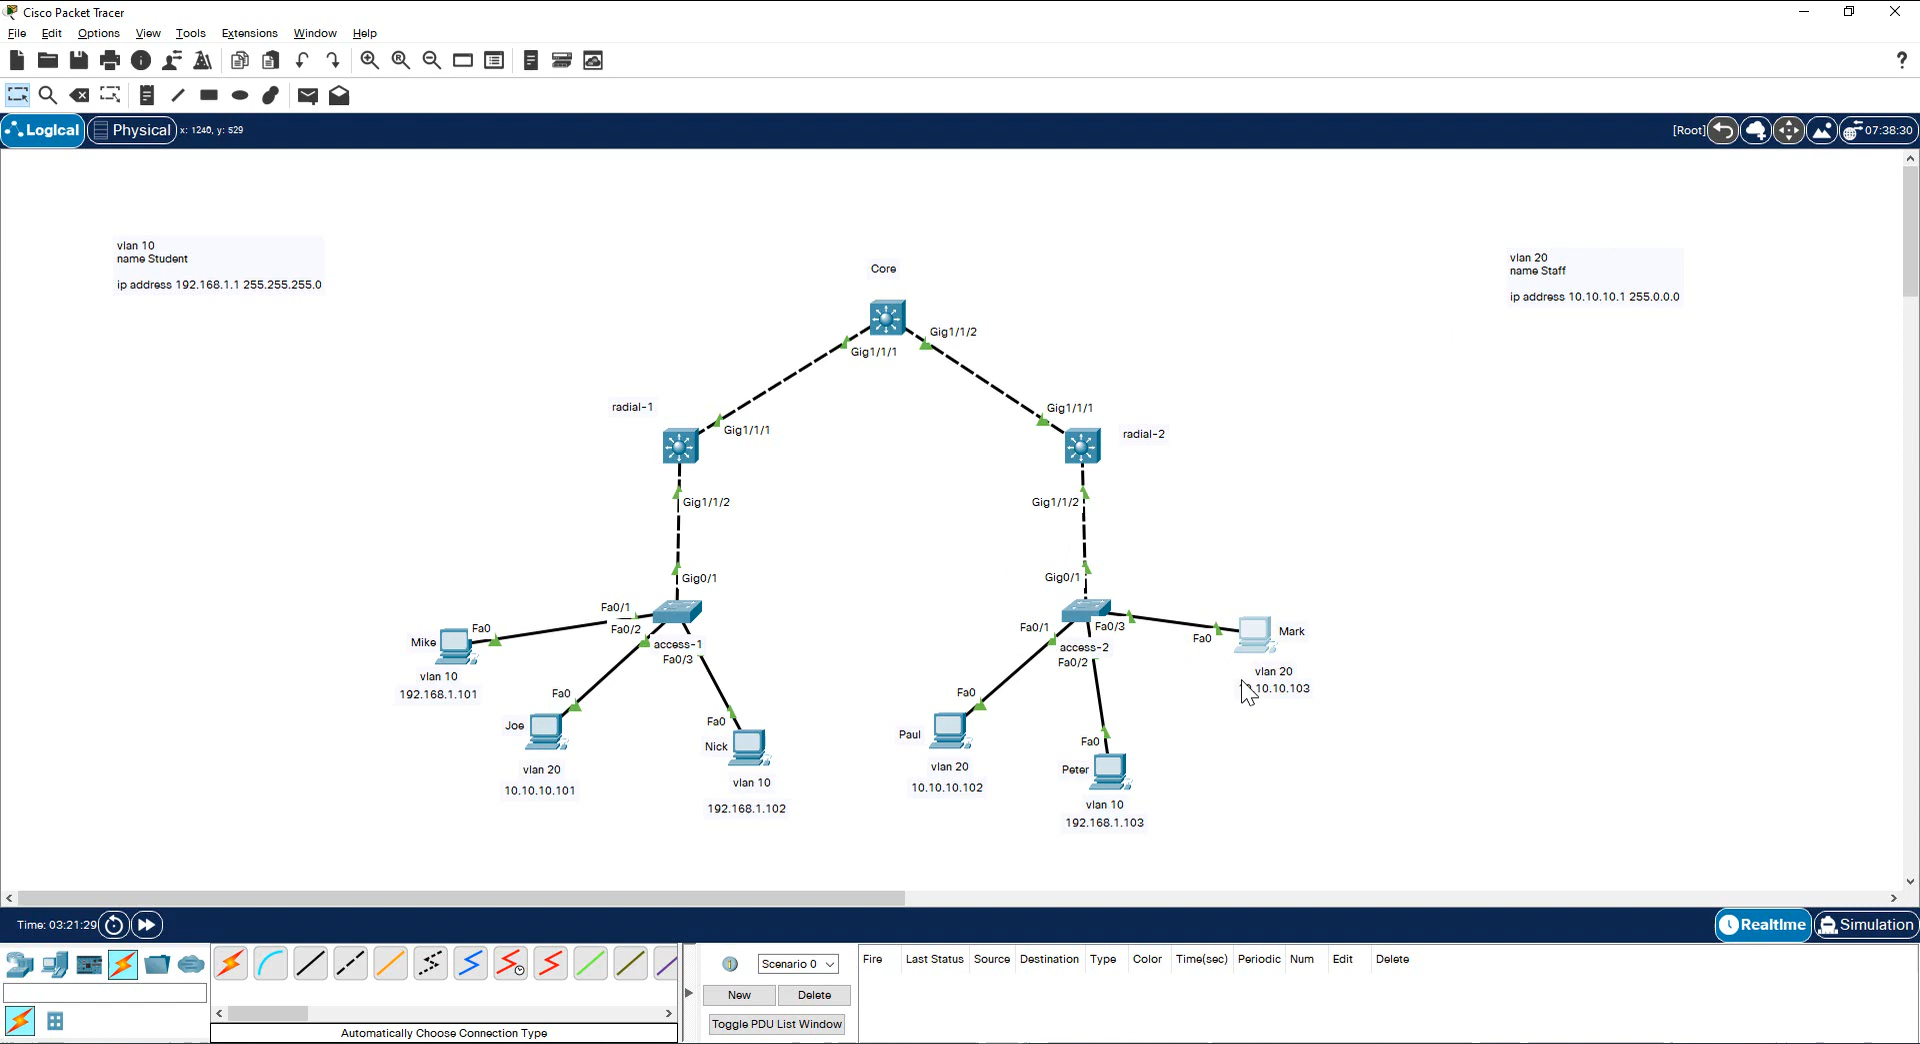 Cisco Packet Tracer
File Edit Options View Tools Extensions Window Help
?
Logical Physical x: 1240, y: 529 [Root] 07:38:30
vlan 10
name Student
ip address 192.168.1.1 255.255.255.0
vlan 20
name Staff
ip address 10.10.10.1 255.0.0.0
Core
Gig1/1/2
Gig1/1/1
radial-1
Gig1/1/1
Gig1/1/1
radial-2
Gig1/1/2
Gig1/1/2
Gig0/1
Gig0/1
Fa0/1
Fa0/2
access-1
Fa0/3
Mike
Fa0
vlan 10
192.168.1.101
Fa0
Joe
vlan 20
10.10.10.101
Fa0
Nick
vlan 10
192.168.1.102
Fa0/1
Fa0/3
access-2
Fa0/2
Fa0
Mark
vlan 20
.10.10.103
Fa0
Paul
vlan 20
10.10.10.102
Fa0
Peter
vlan 10
192.168.1.103
Time: 03:21:29 Realtime Simulation
Scenario 0
New Delete
Toggle PDU List Window
Fire Last Status Source Destination Type Color Time(sec) Periodic Num Edit Delete
Automatically Choose Connection Type